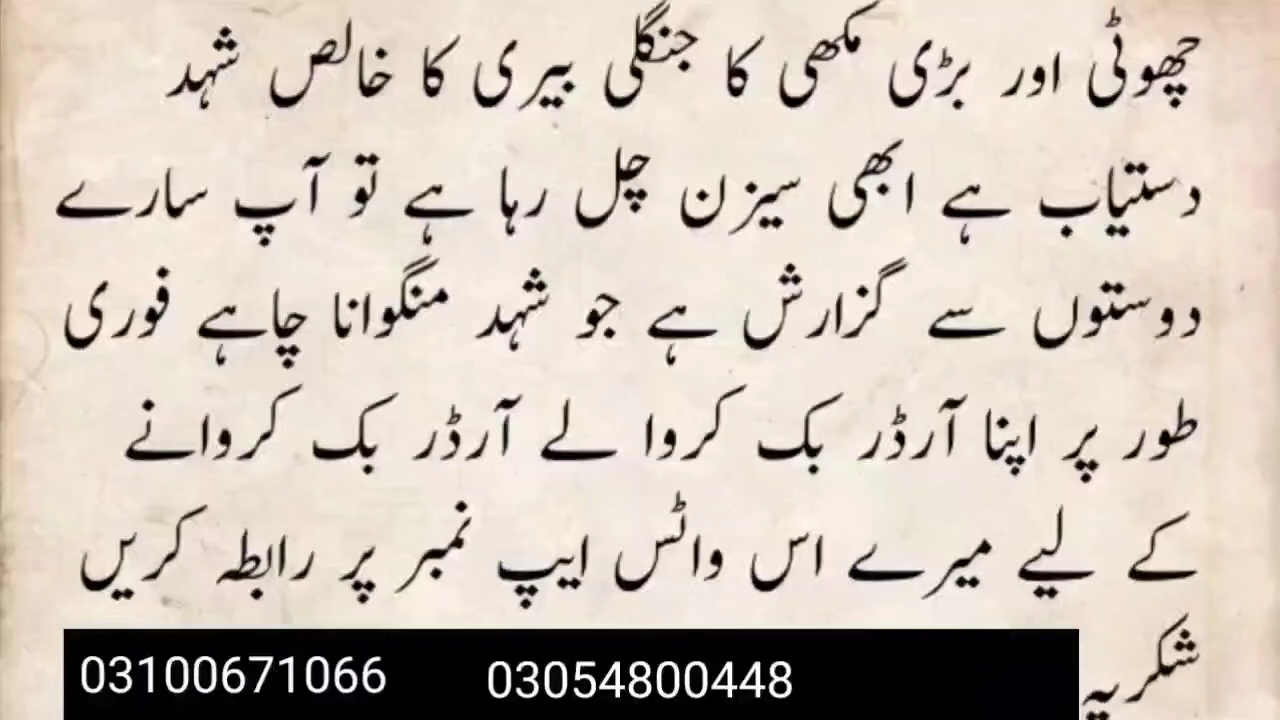 چھوٹی اور بڑی مکھی کا جنگلی بیری کا خالص شہد
دستیاب ہے ابھی سیزن چل رہا ہے تو آپ سارے
دوستوں سے گزارش ہے جو شہد منگوانا چاہے فوری
طور پر اپنا آرڈر بک کروا لے آرڈر بک کروانے
کے لیے میرے اس واٹس ایپ نمبر پر رابطہ کریں
شکریہ
03100671066 03054800448